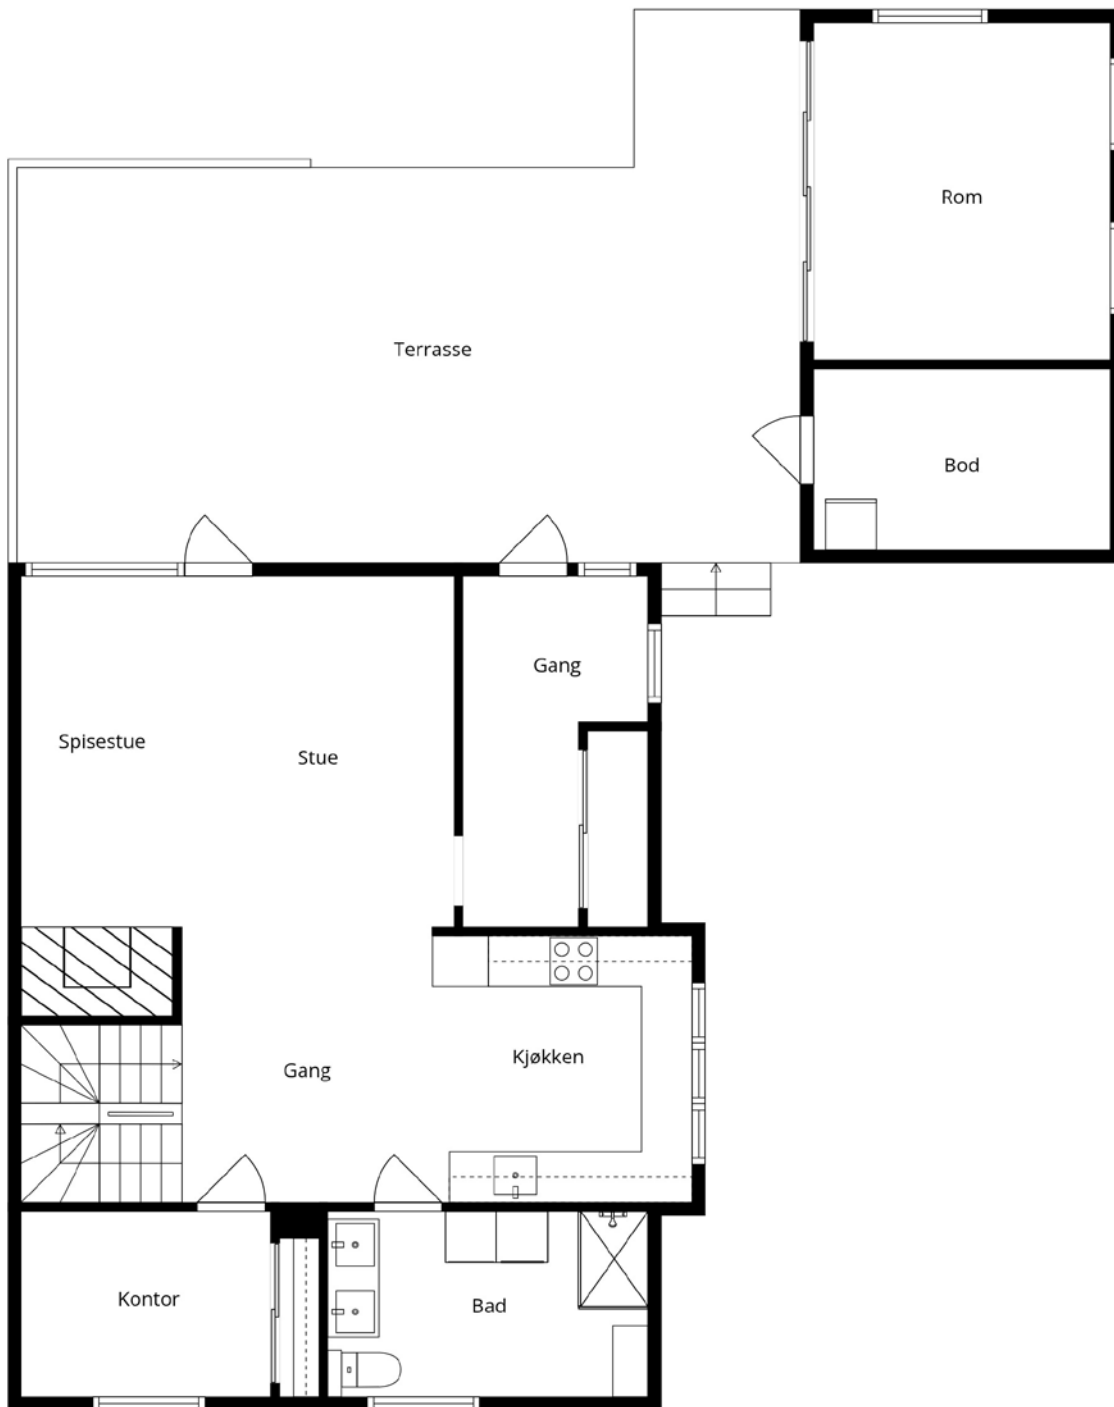 Rom
Terrasse
Bod
Gang
Spisestue
Stue
Kjøkken
Gang
Kontor
Bad